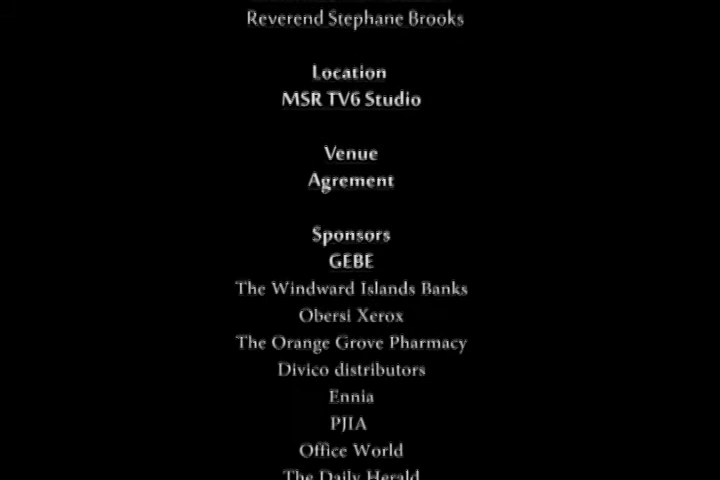 Reverend Stephane Brooks
Location
MSR TV6 Studio
Venue
Agrement
Sponsors
GEBE
The Windward Islands Banks
Obersi Xerox
The Orange Grove Pharmacy
Divico distributors
Ennia
PJIA
Office World
The Daily Herald